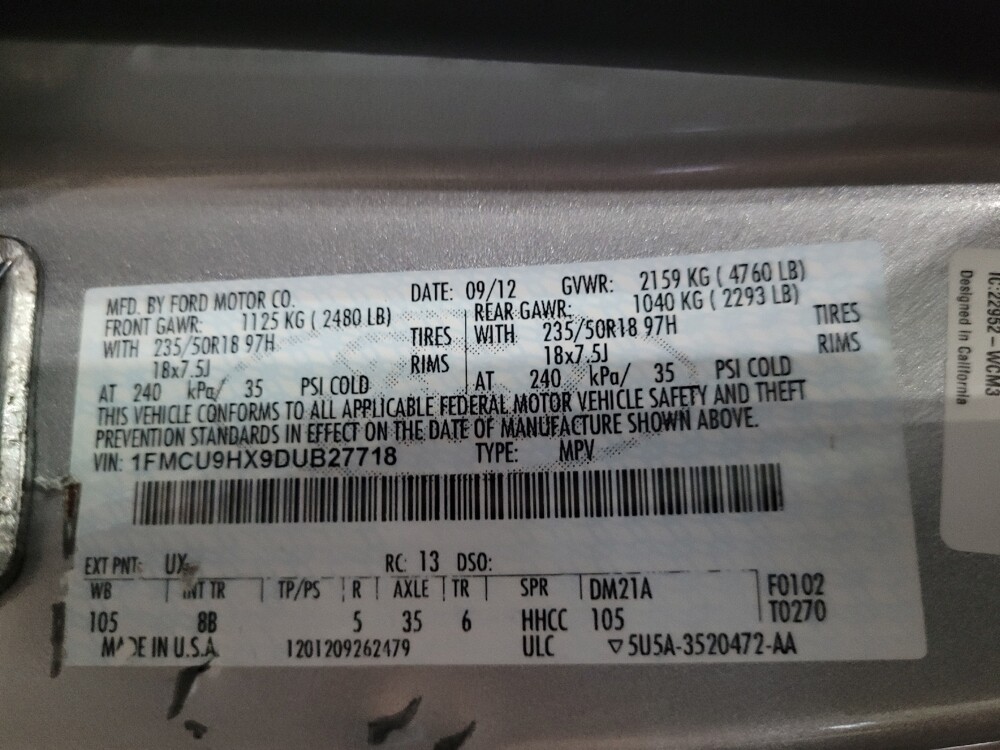 MFD. BY FORD MOTOR CO.
DATE: 09/12 GVWR: 2159 KG ( 4760 LB)
FRONT GAWR: 1125 KG ( 2480 LB)
REAR GAWR: 1040 KG ( 2293 LB)
WITH 235/50R18 97H TIRES
WITH 235/50R18 97H TIRES
18x7.5J RIMS
18x7.5J RIMS
AT 240 kPa/ 35 PSI COLD
AT 240 kPa/ 35 PSI COLD
THIS VEHICLE CONFORMS TO ALL APPLICABLE FEDERAL MOTOR VEHICLE SAFETY AND THEFT
PREVENTION STANDARDS IN EFFECT ON THE DATE OF MANUFACTURE SHOWN ABOVE.
VIN: 1FMCU9HX9DUB27718 TYPE: MPV
EXT PNT: UX RC: 13 DSO:
WB INT TR TP/PS R AXLE TR SPR DM21A F0102
105 8B 5 35 6 HHCC 105 T0270
MADE IN U.S.A. 1201209262479 ULC ▽5U5A-3520472-AA
IC:22952-WCM3
Designed in California